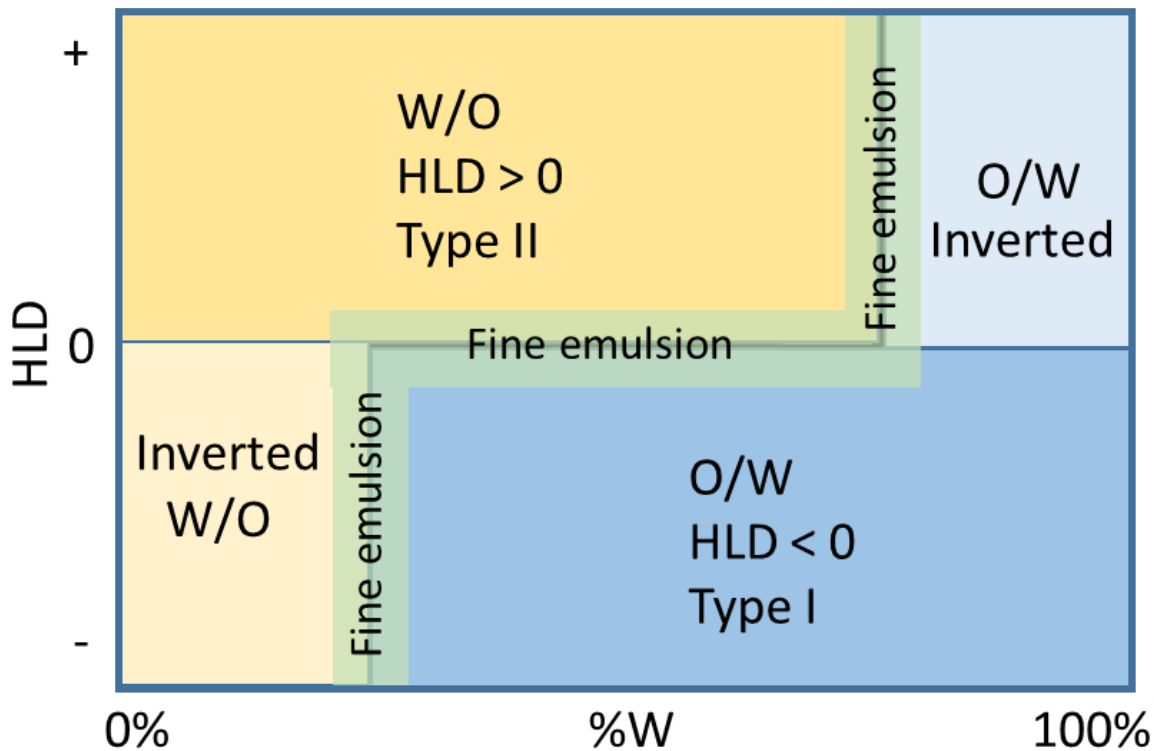 +
W/O
HLD > 0
Type II
Fine emulsion
O/W
Inverted
HLD
0
Fine emulsion
Inverted
W/O
Fine emulsion
O/W
HLD < 0
Type I
-
0%
%W
100%